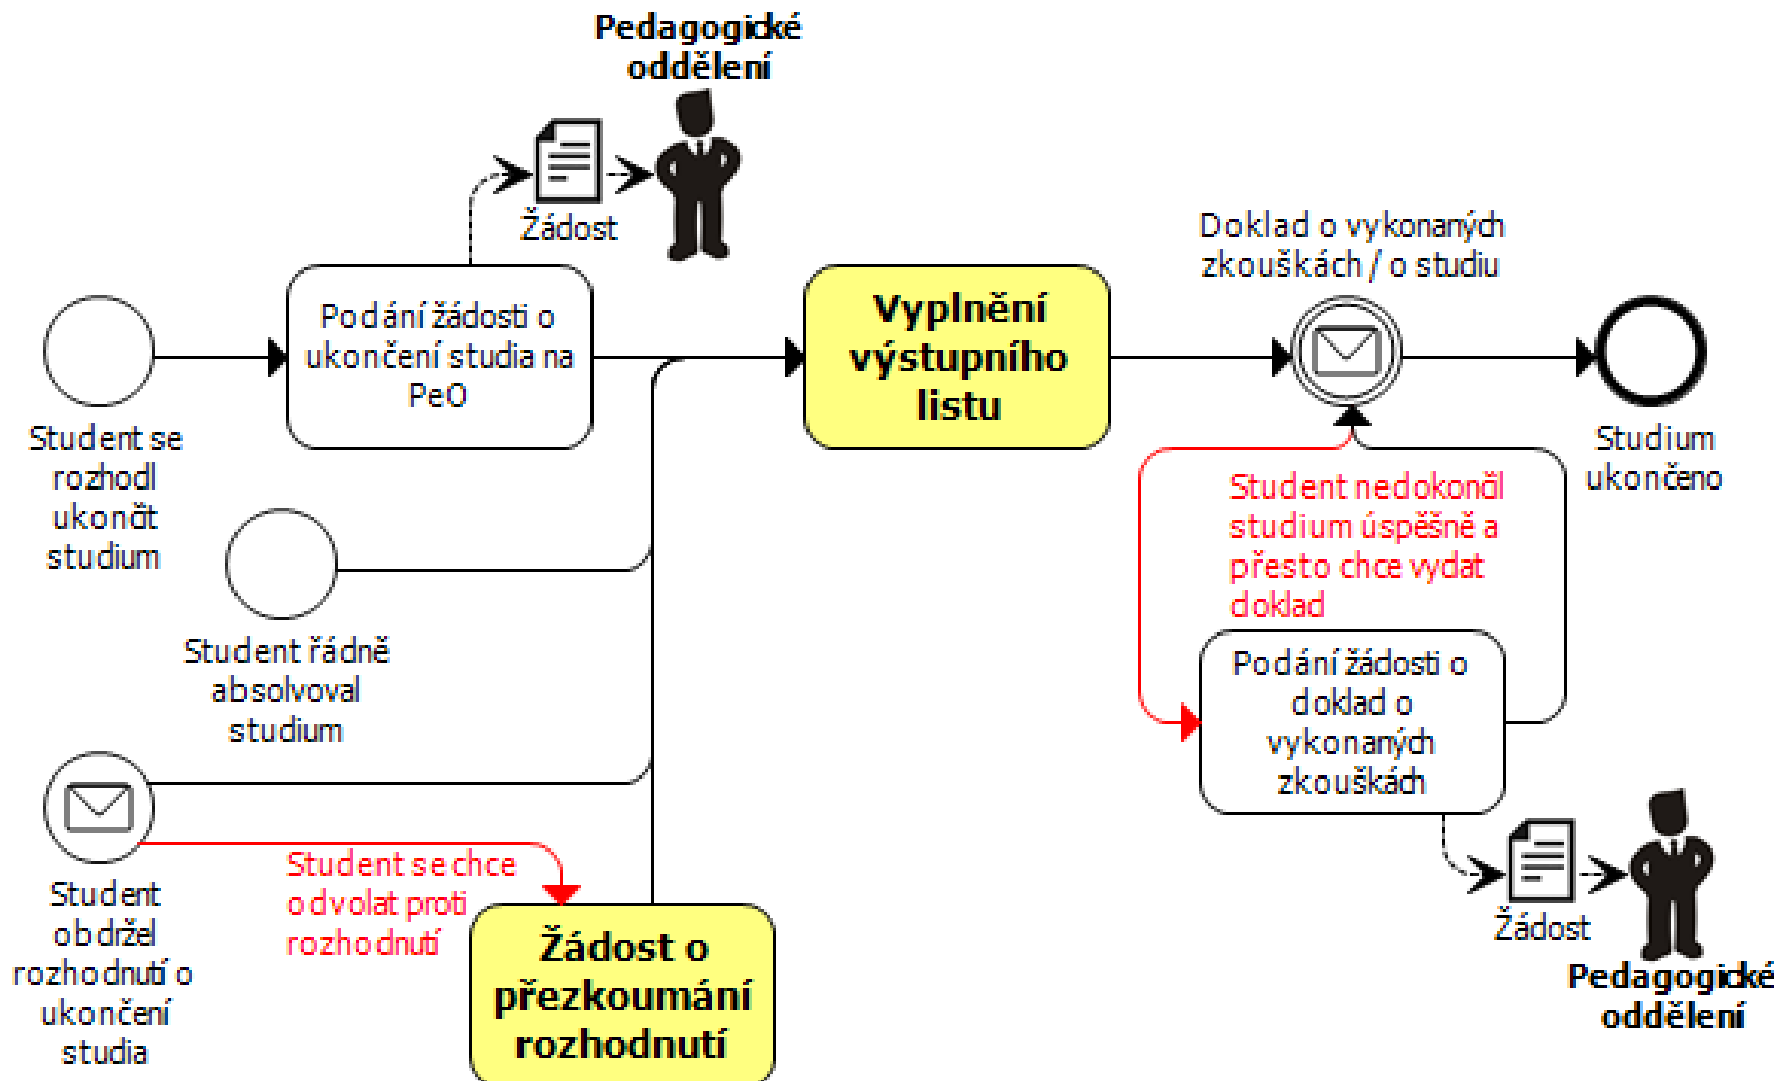 Pedagogické
oddělení
Žádost
Podání žádosti o
ukončení studia na
PeO
Student se
rozhodl
ukončit
studium
Vyplnění
výstupního
listu
Doklad o vykonaných
zkouškách / o studiu
Studium
ukončeno
Student řádně
absolvoval
studium
Student nedokončil
studium úspěšně a
přesto chce vydat
doklad
Podání žádosti o
doklad o
vykonaných
zkouškách
Student
obdržel
rozhodnutí o
ukončení
studia
Student se chce
odvolat proti
rozhodnutí
Žádost o
přezkoumání
rozhodnutí
Žádost
Pedagogické
oddělení